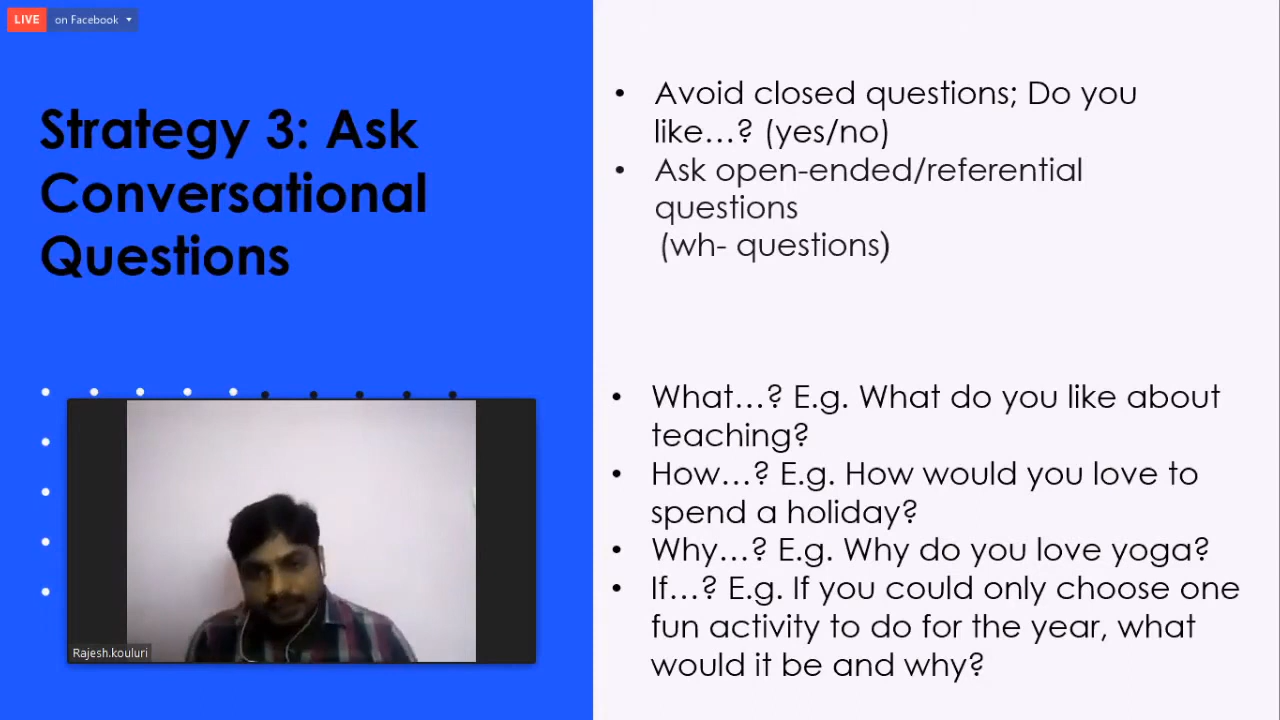 LIVE on Facebook
Strategy 3: Ask
Conversational
Questions
• Avoid closed questions; Do you
like...? (yes/no)
• Ask open-ended/referential
questions
(wh- questions)
• What...? E.g. What do you like about
teaching?
• How...? E.g. How would you love to
spend a holiday?
• Why...? E.g. Why do you love yoga?
• If...? E.g. If you could only choose one
fun activity to do for the year, what
would it be and why?
Rajesh.kouluri